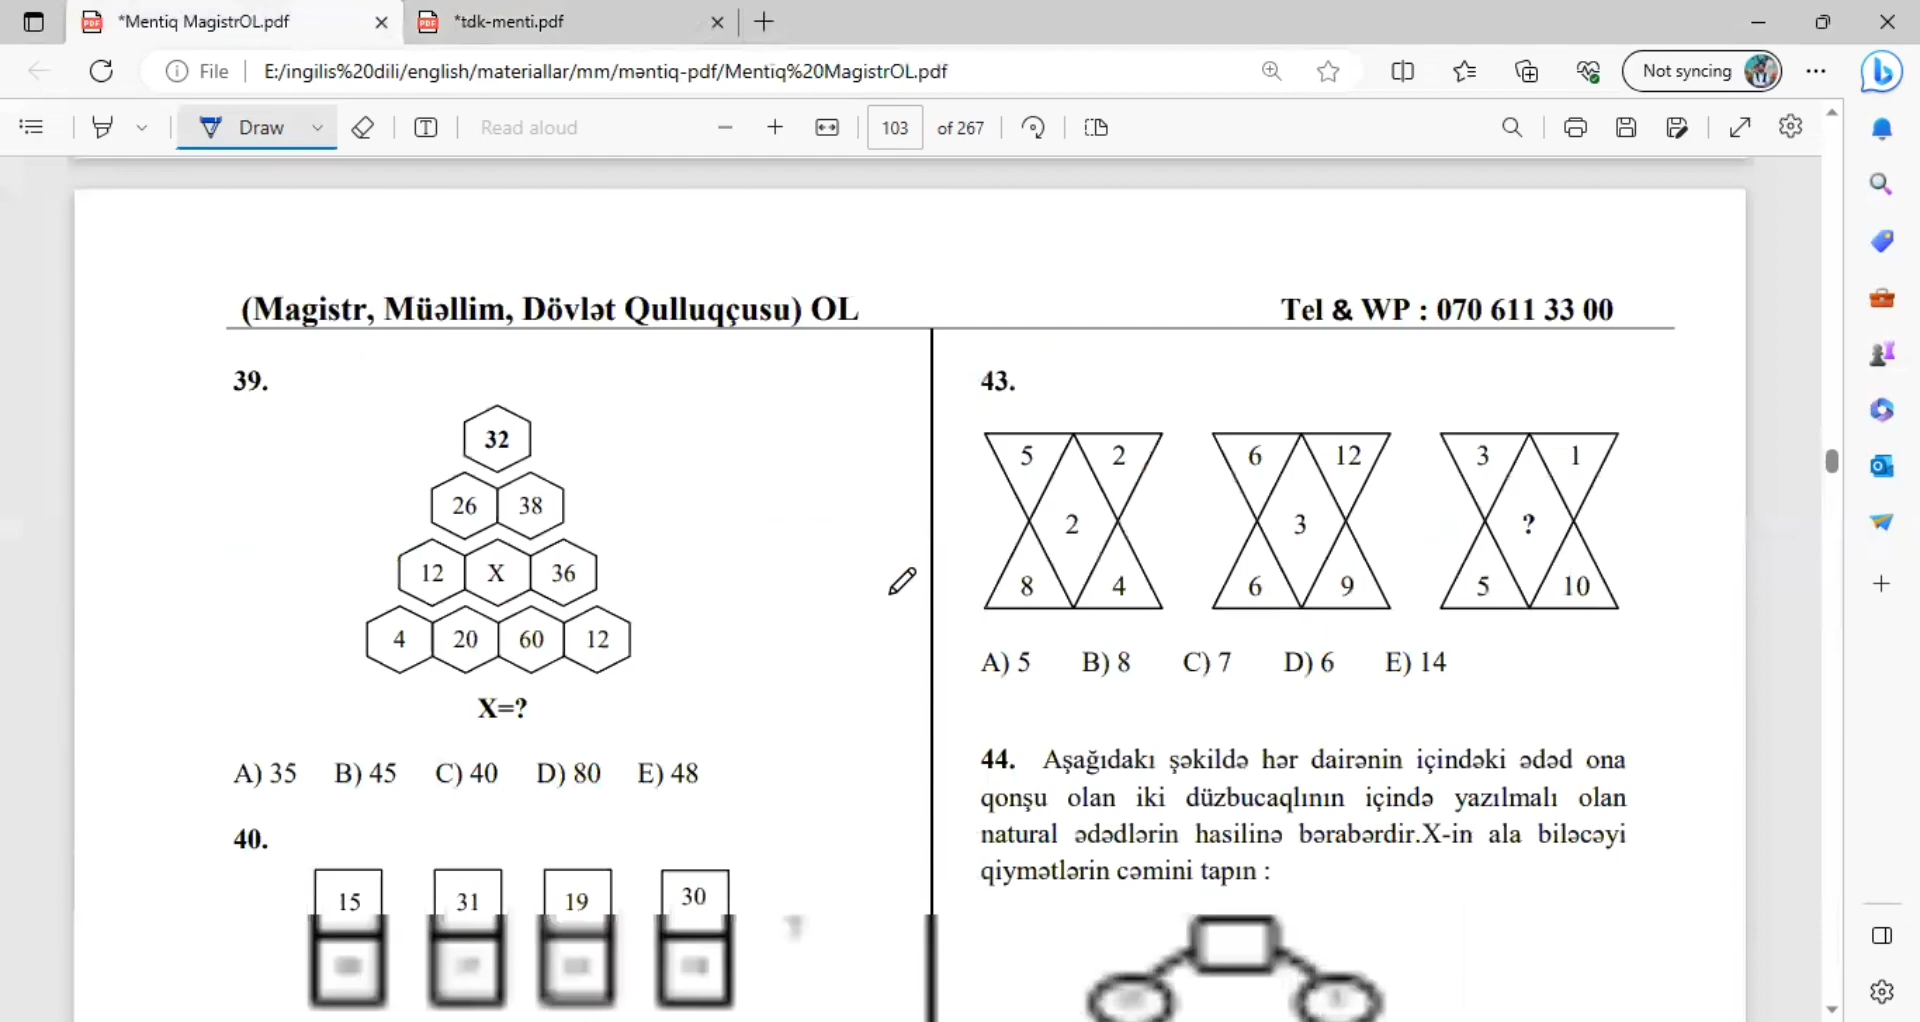 *Mentiq MagistrOL.pdf
*tdk-menti.pdf
File
E:/ingilis%20dili/english/materiallar/mm/məntiq-pdf/Mentiq%20MagistrOL.pdf
Not syncing
Draw
Read aloud
103 of 267
(Magistr, Müəllim, Dövlət Qulluqçusu) OL
Tel & WP : 070 611 33 00
39.
32
26 38
12 X 36
4 20 60 12
X=?
A) 35 B) 45 C) 40 D) 80 E) 48
40.
15 31 19 30
43.
5 2 6 12 3 1
2 3 ?
8 4 6 9 5 10
A) 5 B) 8 C) 7 D) 6 E) 14
44. Aşağıdakı şəkildə hər dairənin içindəki ədəd ona
qonşu olan iki düzbucaqlının içində yazılmalı olan
natural ədədlərin hasilinə bərabərdir.X-in ala biləcəyi
qiymətlərin cəmini tapın :